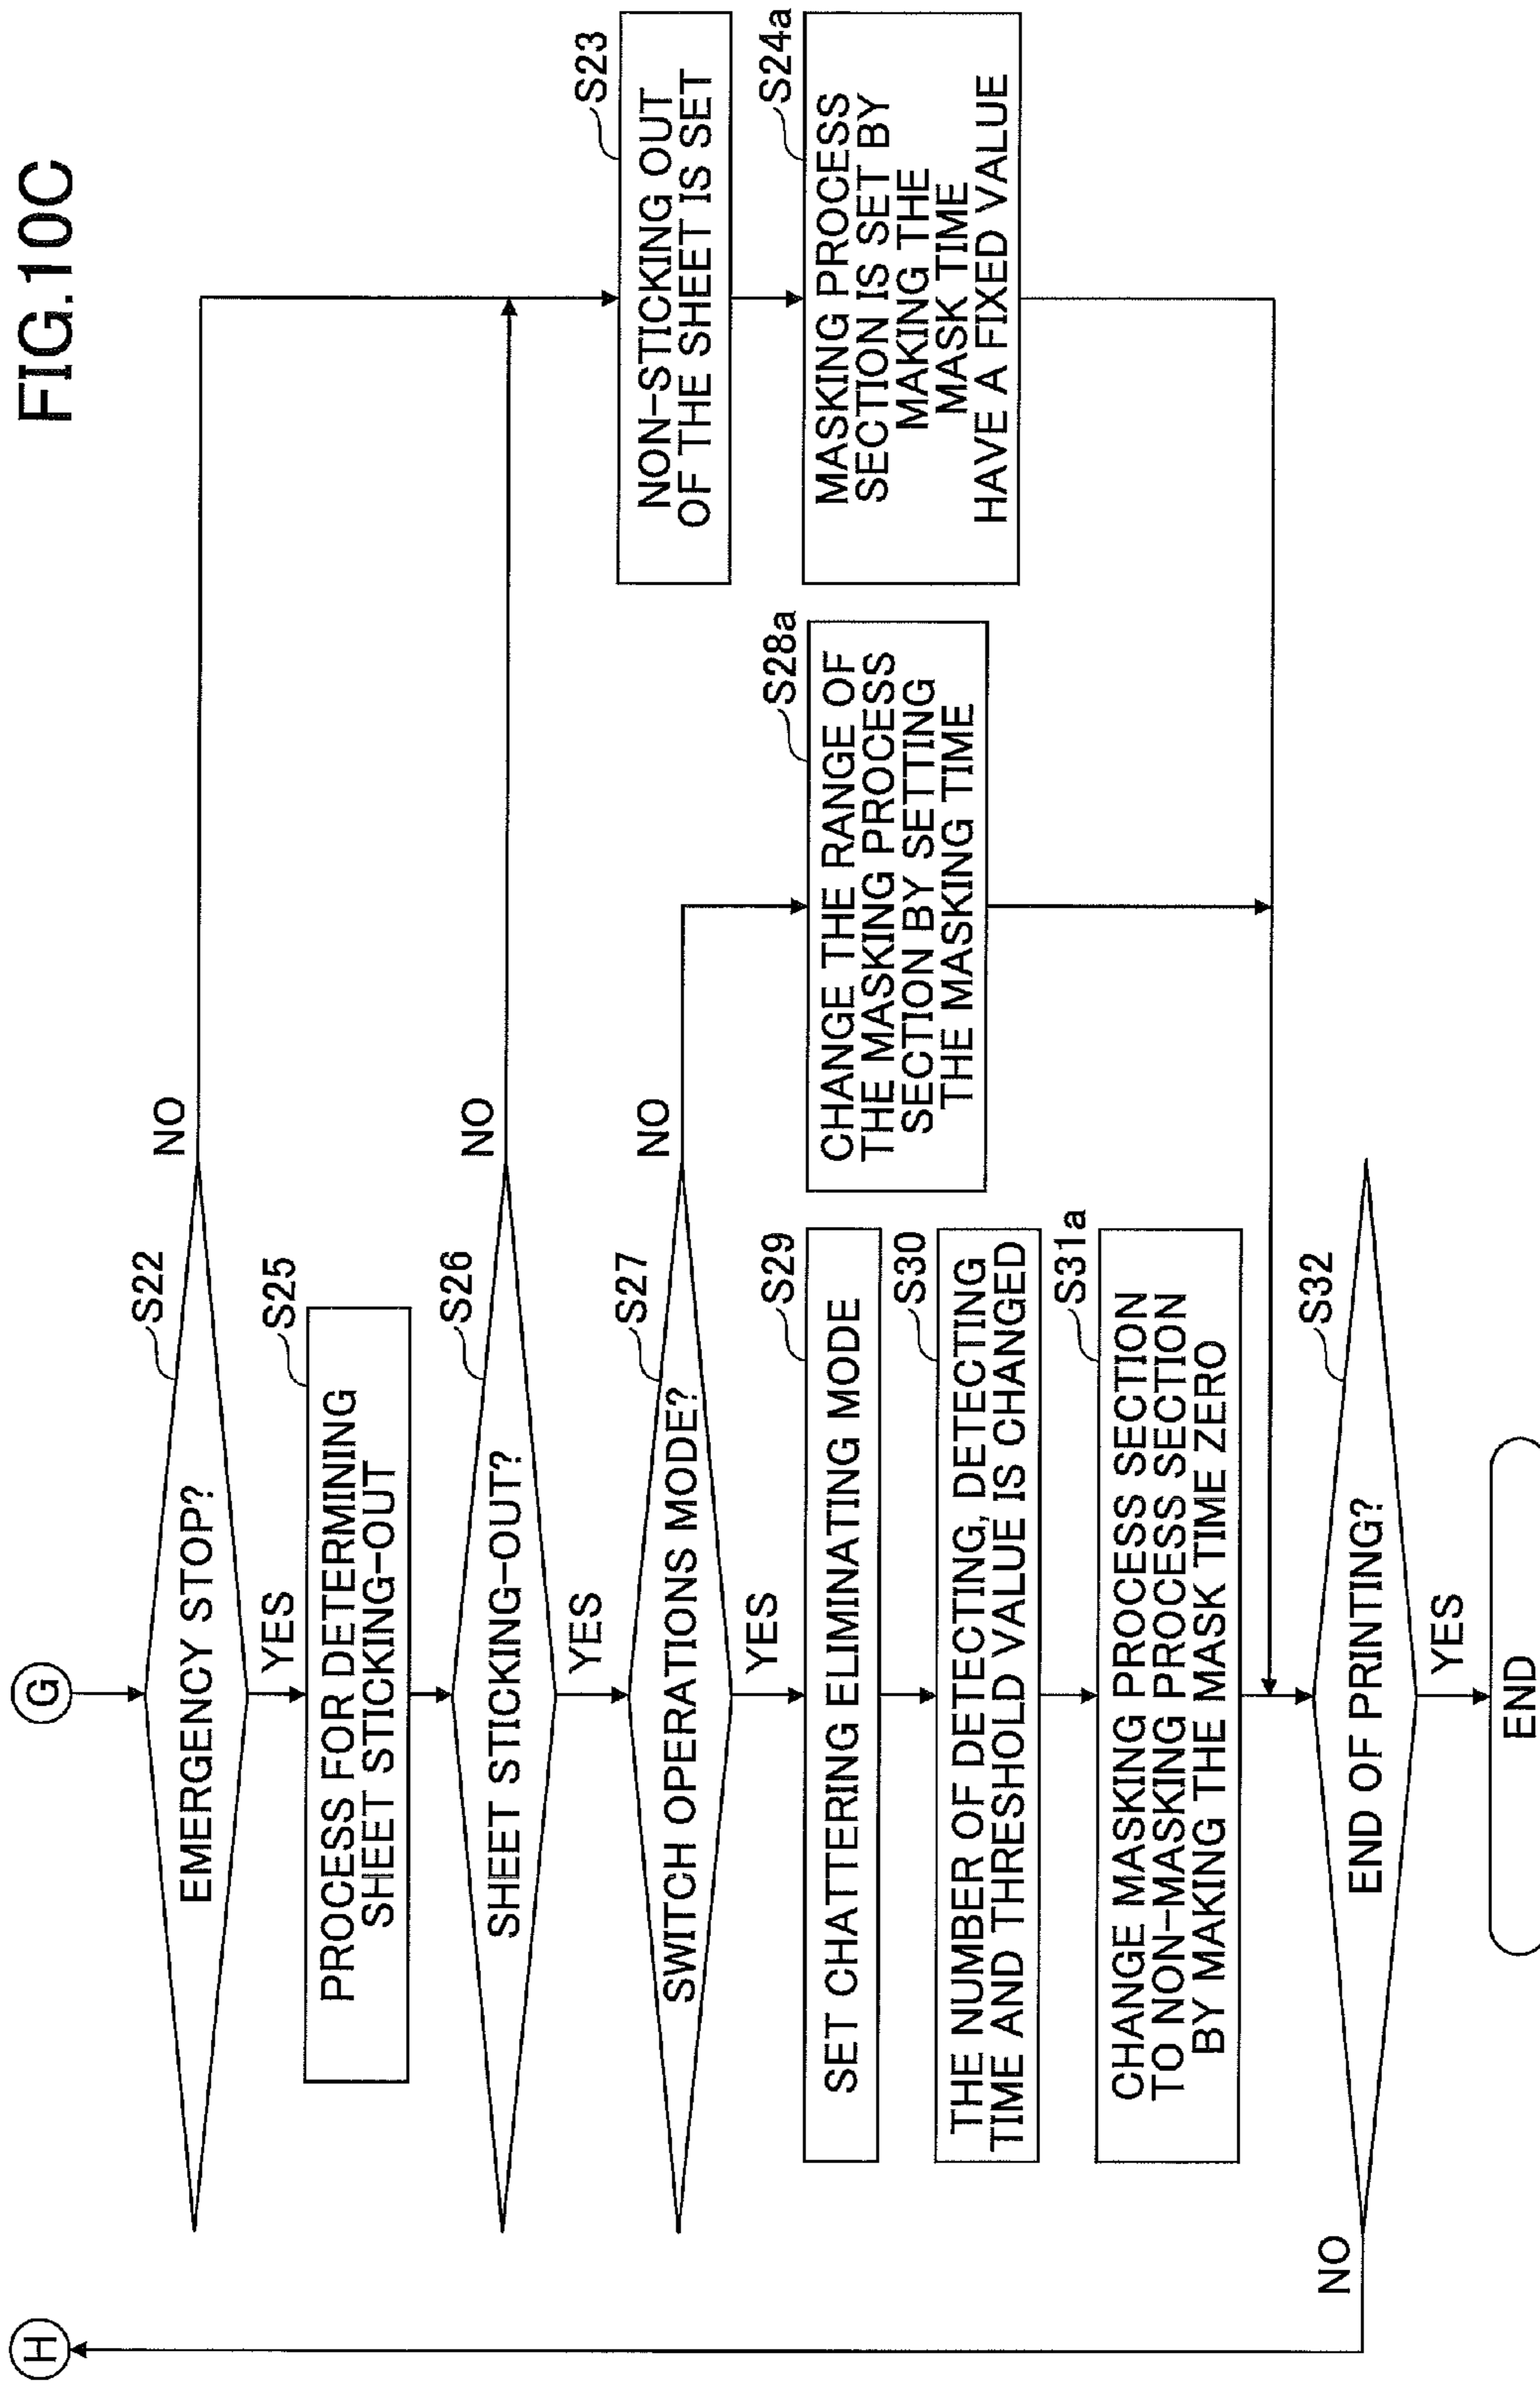 FIG.10C
G
H
S22
EMERGENCY STOP?
NO
YES
S25
PROCESS FOR DETERMINING
SHEET STICKING-OUT
S26
SHEET STICKING-OUT?
NO
YES
S23
NON-STICKING OUT
OF THE SHEET IS SET
S24a
MASKING PROCESS
SECTION IS SET BY
MAKING THE
MASK TIME
HAVE A FIXED VALUE
S27
SWITCH OPERATIONS MODE?
NO
YES
S28a
CHANGE THE RANGE OF
THE MASKING PROCESS
SECTION BY SETTING
THE MASKING TIME
S29
SET CHATTERING ELIMINATING MODE
S30
THE NUMBER OF DETECTING, DETECTING
TIME AND THRESHOLD VALUE IS CHANGED
S31a
CHANGE MASKING PROCESS SECTION
TO NON-MASKING PROCESS SECTION
BY MAKING THE MASK TIME ZERO
S32
END OF PRINTING?
NO
YES
END